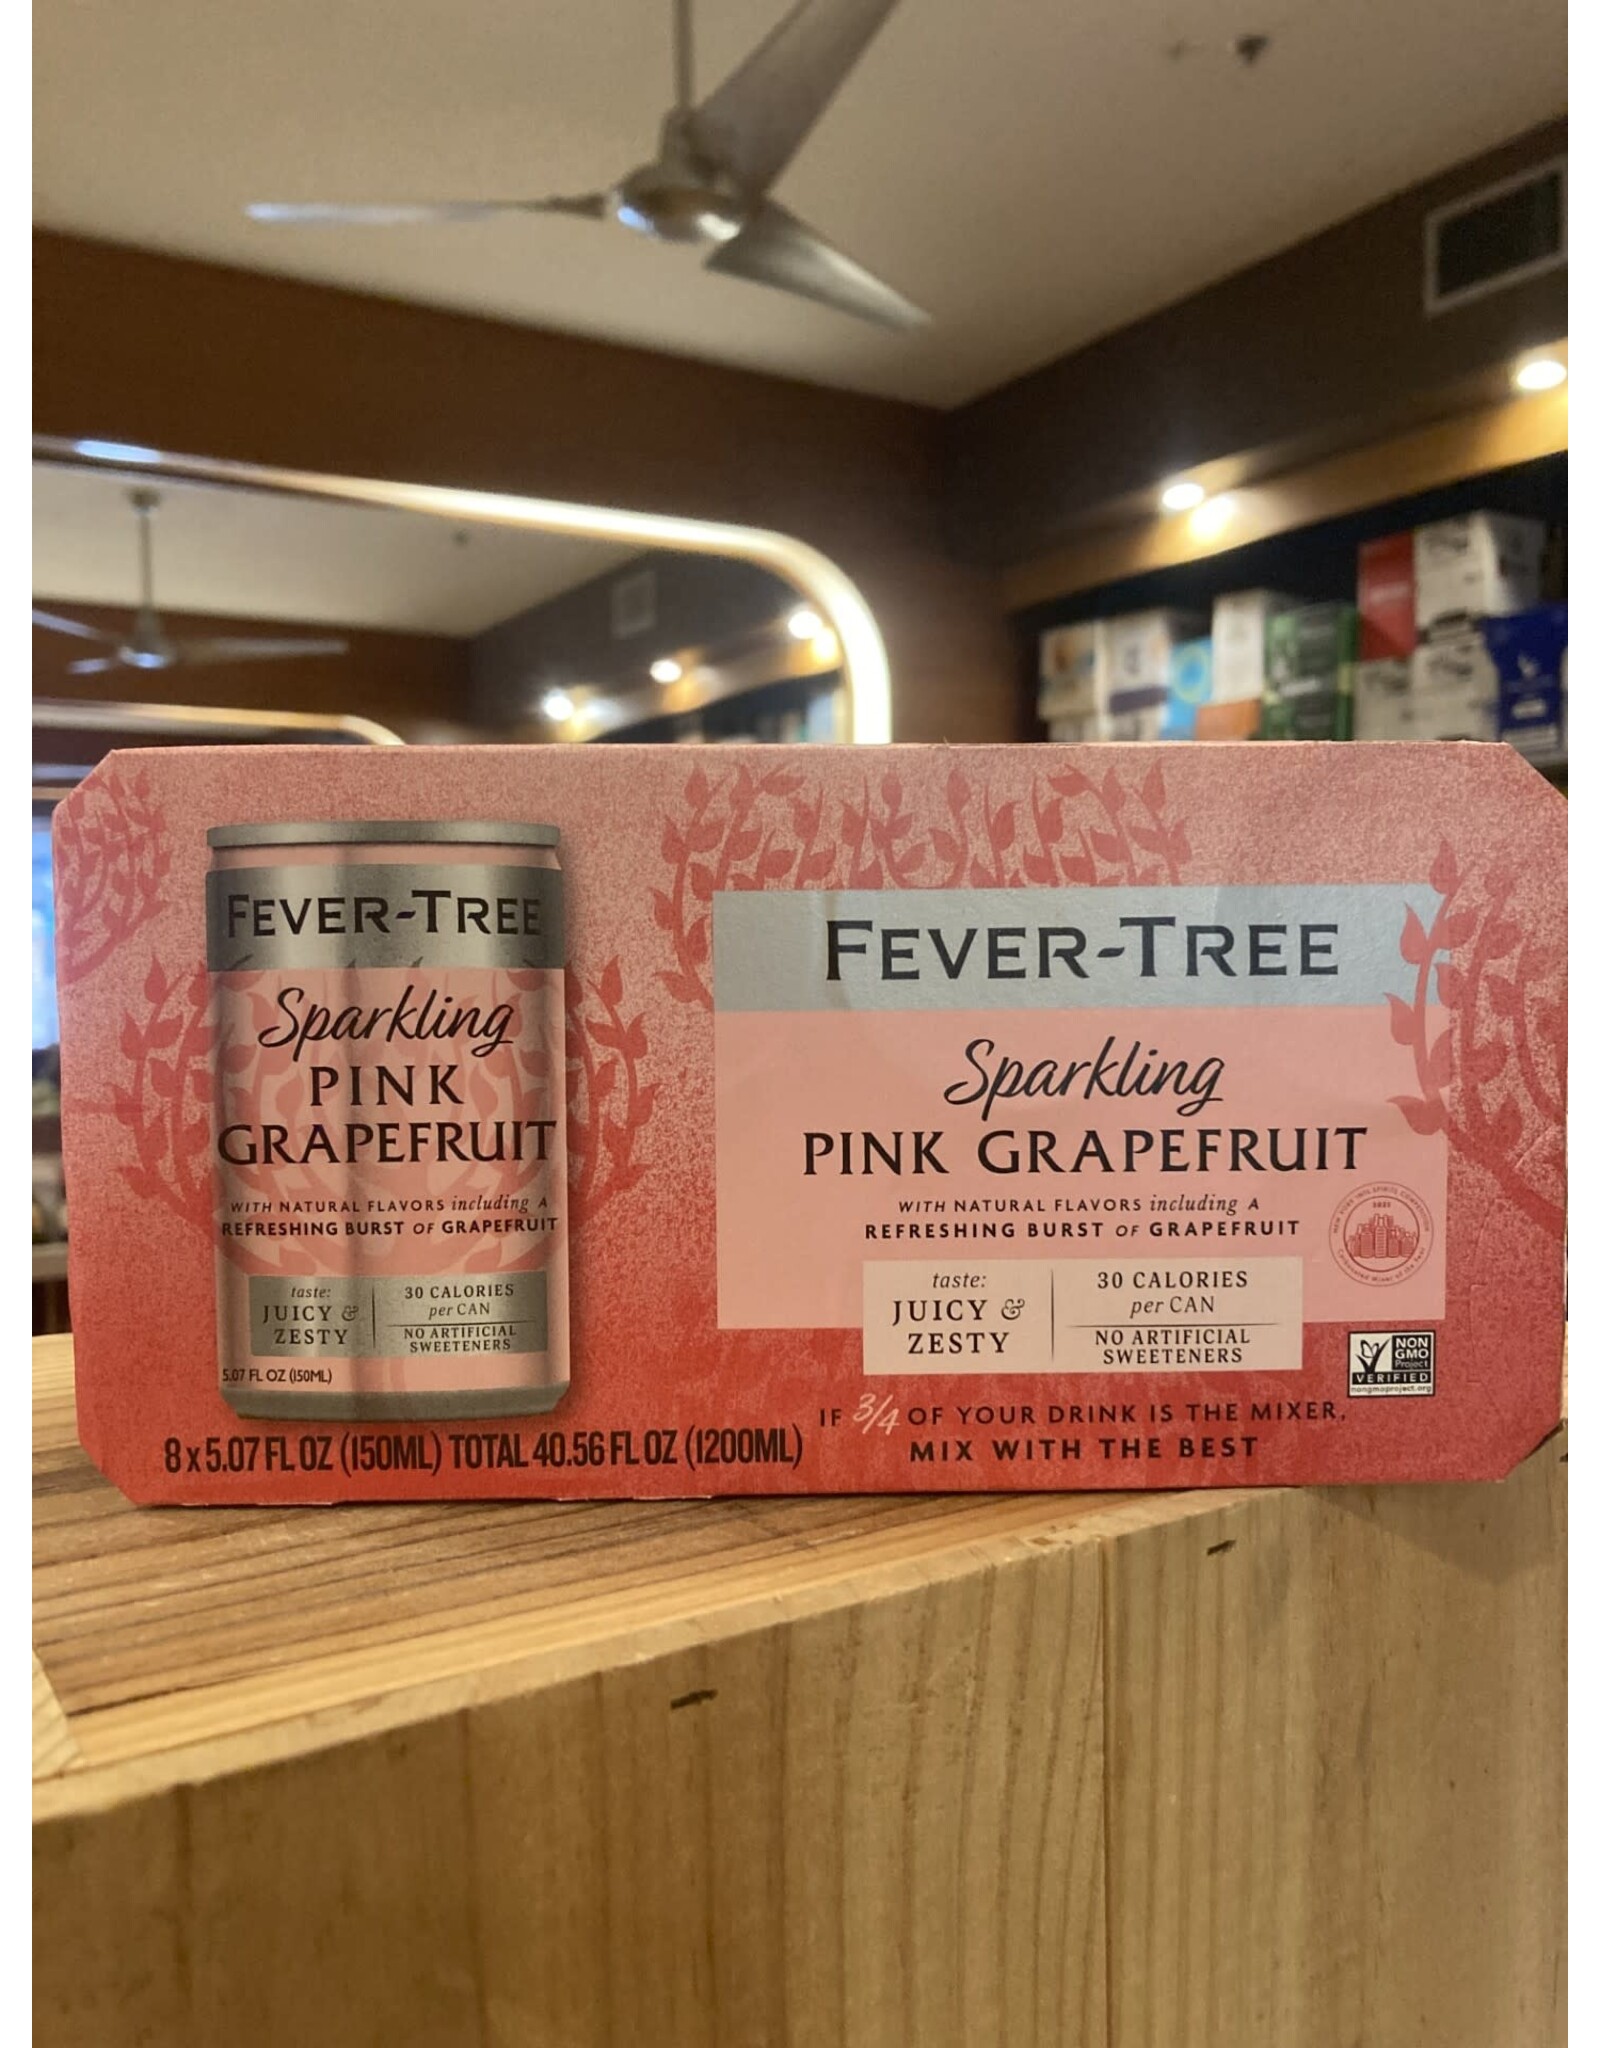 FEVER-TREE
Sparkling
PINK
GRAPEFRUIT
WITH NATURAL FLAVORS including A
REFRESHING BURST OF GRAPEFRUIT
taste:
JUICY &
ZESTY
30 CALORIES
per CAN
NO ARTIFICIAL
SWEETENERS
5.07 FL OZ (150ML)
8 x 5.07 FL OZ (150ML) TOTAL 40.56 FL OZ (1200ML)
FEVER-TREE
Sparkling
PINK GRAPEFRUIT
WITH NATURAL FLAVORS including A
REFRESHING BURST OF GRAPEFRUIT
taste:
JUICY &
ZESTY
30 CALORIES
per CAN
NO ARTIFICIAL
SWEETENERS
NON
GMO
Project
VERIFIED
nongmoproject.org
IF 3/4 OF YOUR DRINK IS THE MIXER,
MIX WITH THE BEST